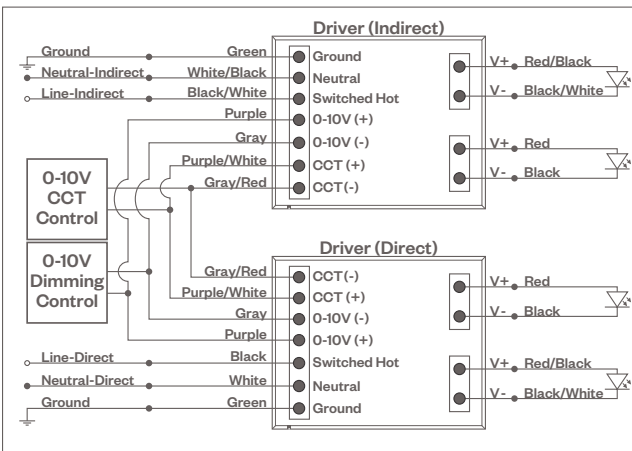 Driver (Indirect)
Ground Green Ground
Neutral-Indirect White/Black Neutral
Line-Indirect Black/White Switched Hot
Purple 0-10V (+)
Gray 0-10V (-)
Purple/White CCT (+)
Gray/Red CCT(-)
V+ Red/Black
V- Black/White
V+ Red
V- Black
0-10V
CCT
Control
0-10V
Dimming
Control
Driver (Direct)
Gray/Red CCT(-)
Purple/White CCT (+)
Gray 0-10V (-)
Purple 0-10V (+)
Line-Direct Black Switched Hot
Neutral-Direct White Neutral
Ground Green Ground
V+ Red
V- Black
V+ Red/Black
V- Black/White